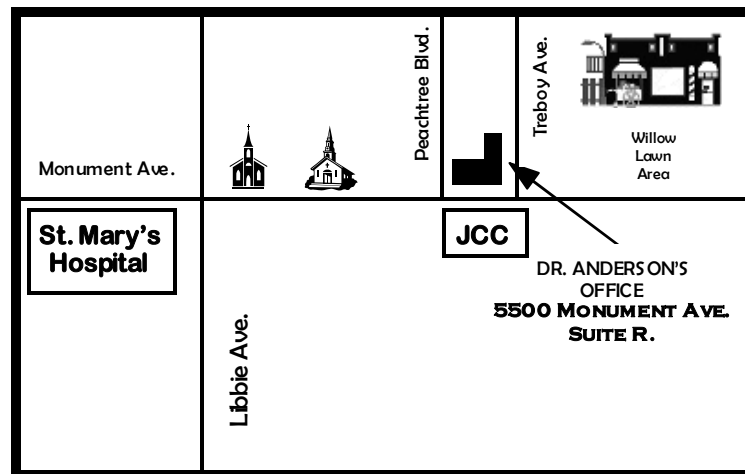 Peachtree Blvd.
Treboy Ave.
Willow
Lawn
Area
Monument Ave.
St. Mary's
Hospital
JCC
DR. ANDERSON'S
OFFICE
5500 MONUMENT AVE.
SUITE R.
Libbie Ave.